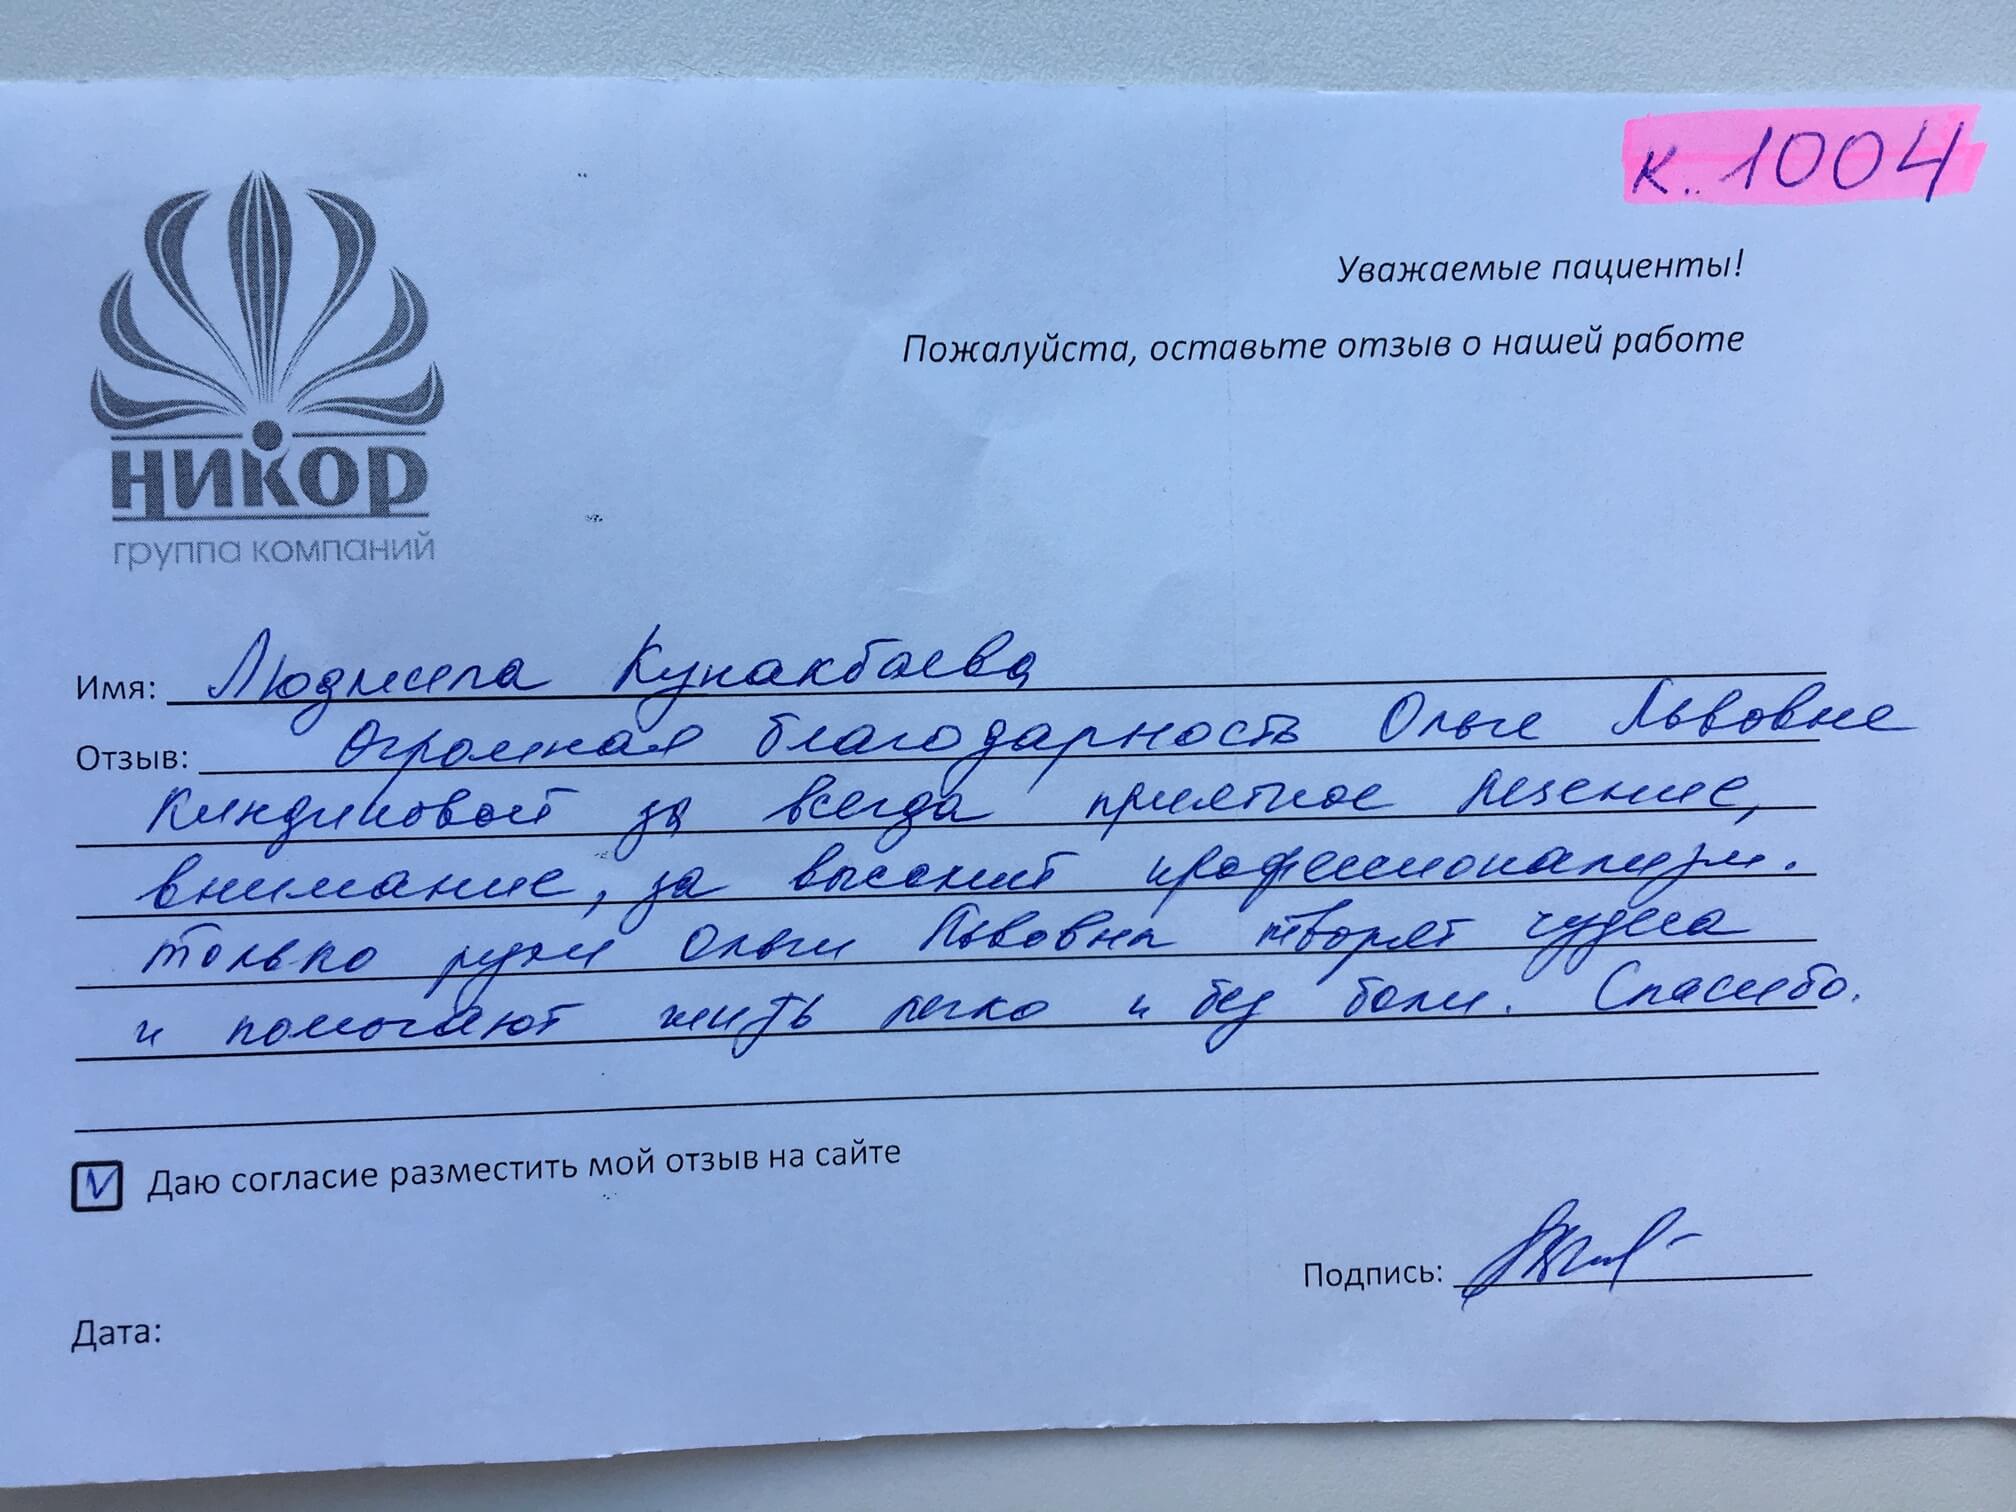 к. 1004
Уважаемые пациенты!
Пожалуйста, оставьте отзыв о нашей работе
НИКОР
группа компаний
Имя: Людмила Кунакбаева
Отзыв: Огромная благодарность Ольге Львовне
Киндиновой за всегда приятное лечение,
внимание, за высокий профессионализм.
только руки Ольги Львовны творят чудеса
и помогают жить легко и без боли. Спасибо.
Даю согласие разместить мой отзыв на сайте
Подпись:
Дата: